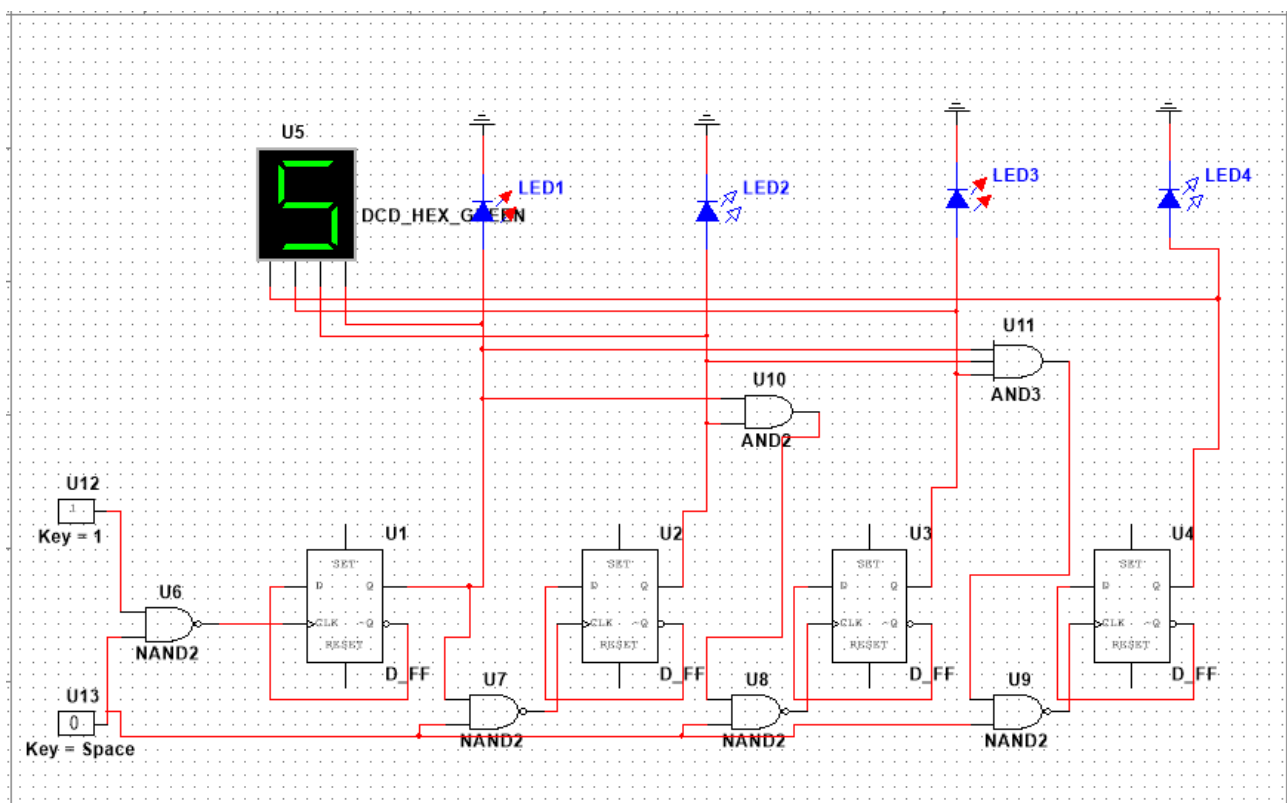 U5
5
DCD_HEX_GREEN
LED1
LED2
LED3
LED4
U11
AND3
U10
AND2
U12
1
Key = 1
U1
SET
D Q
CLK ~Q
RESET
D_FF
U2
SET
D Q
CLK ~Q
RESET
D_FF
U3
SET
D Q
CLK ~Q
RESET
D_FF
U4
SET
D Q
CLK ~Q
RESET
D_FF
U6
NAND2
U13
0
Key = Space
U7
NAND2
U8
NAND2
U9
NAND2